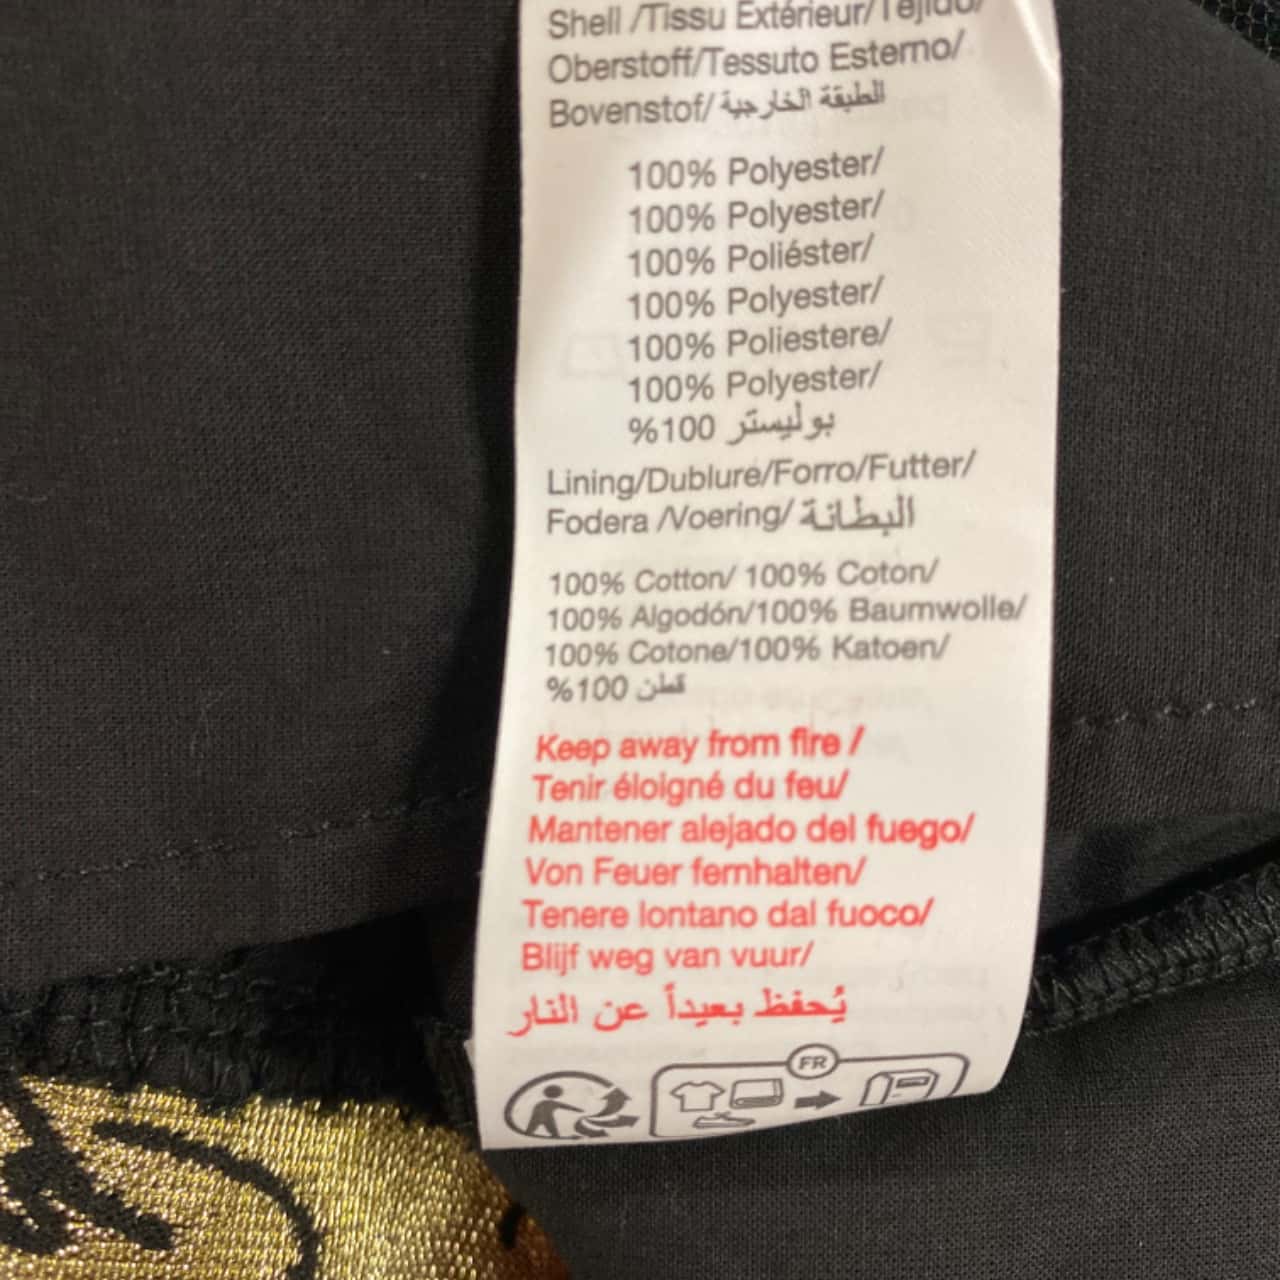 Shell /Tissu Extérieur/Tejido/
Oberstoff/Tessuto Esterno/
Bovenstof/الطبقة الخارجية
100% Polyester/
100% Polyester/
100% Poliéster/
100% Polyester/
100% Poliestere/
100% Polyester/
%100 بوليستر
Lining/Dublure/Forro/Futter/
Fodera /Voering/البطانة
100% Cotton/ 100% Coton/
100% Algodón/100% Baumwolle/
100% Cotone/100% Katoen/
%100 قطن
Keep away from fire /
Tenir éloigné du feu/
Mantener alejado del fuego/
Von Feuer fernhalten/
Tenere lontano dal fuoco/
Blijf weg van vuur/
يُحفظ بعيداً عن النار
FR